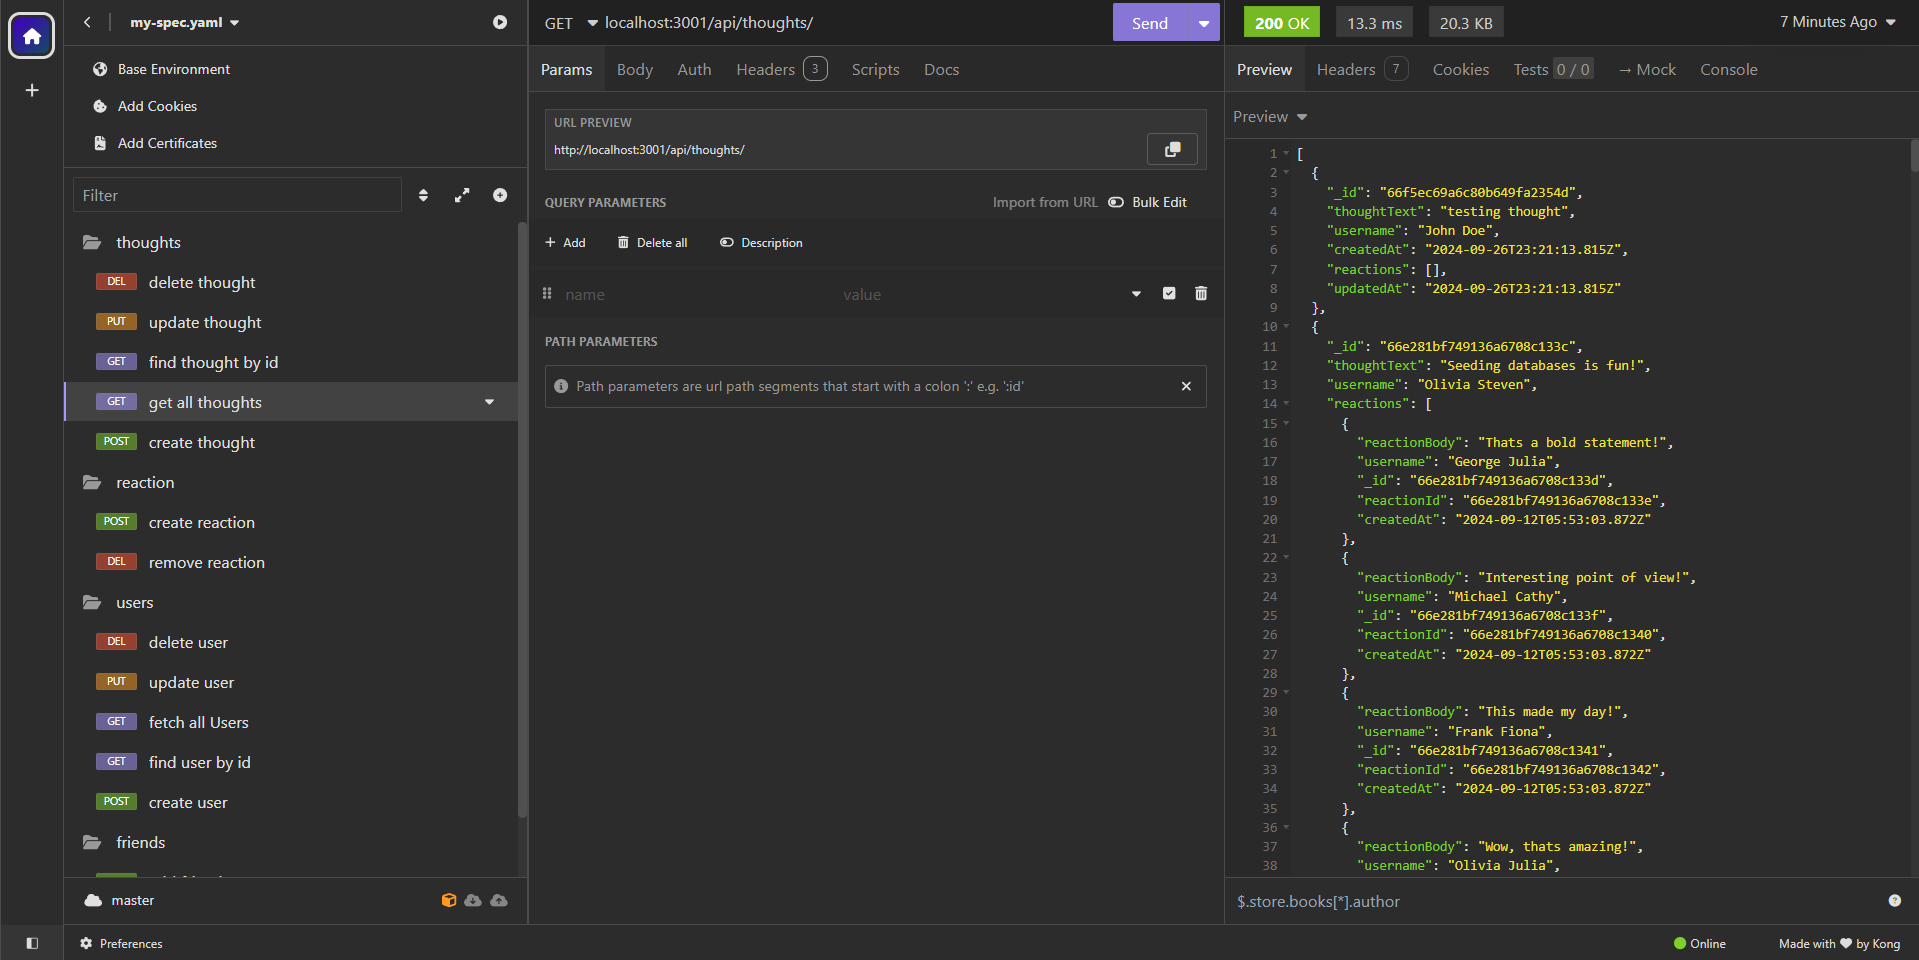 my-spec.yaml
Base Environment
Add Cookies
Add Certificates
Filter
thoughts
DEL delete thought
PUT update thought
GET find thought by id
GET get all thoughts
POST create thought
reaction
POST create reaction
DEL remove reaction
users
DEL delete user
PUT update user
GET fetch all Users
GET find user by id
POST create user
friends
master
Preferences
GET localhost:3001/api/thoughts/ Send
Params Body Auth Headers 3 Scripts Docs
URL PREVIEW
http://localhost:3001/api/thoughts/
QUERY PARAMETERS Import from URL Bulk Edit
+ Add Delete all Description
name value
PATH PARAMETERS
Path parameters are url path segments that start with a colon ':' e.g. ':id'
200 OK 13.3 ms 20.3 KB 7 Minutes Ago
Preview Headers 7 Cookies Tests 0 / 0 → Mock Console
Preview
1 [
2 {
3 "_id": "66f5ec69a6c80b649fa2354d",
4 "thoughtText": "testing thought",
5 "username": "John Doe",
6 "createdAt": "2024-09-26T23:21:13.815Z",
7 "reactions": [],
8 "updatedAt": "2024-09-26T23:21:13.815Z"
9 },
10 {
11 "_id": "66e281bf749136a6708c133c",
12 "thoughtText": "Seeding databases is fun!",
13 "username": "Olivia Steven",
14 "reactions": [
15 {
16 "reactionBody": "Thats a bold statement!",
17 "username": "George Julia",
18 "_id": "66e281bf749136a6708c133d",
19 "reactionId": "66e281bf749136a6708c133e",
20 "createdAt": "2024-09-12T05:53:03.872Z"
21 },
22 {
23 "reactionBody": "Interesting point of view!",
24 "username": "Michael Cathy",
25 "_id": "66e281bf749136a6708c133f",
26 "reactionId": "66e281bf749136a6708c1340",
27 "createdAt": "2024-09-12T05:53:03.872Z"
28 },
29 {
30 "reactionBody": "This made my day!",
31 "username": "Frank Fiona",
32 "_id": "66e281bf749136a6708c1341",
33 "reactionId": "66e281bf749136a6708c1342",
34 "createdAt": "2024-09-12T05:53:03.872Z"
35 },
36 {
37 "reactionBody": "Wow, thats amazing!",
38 "username": "Olivia Julia",
$.store.books[*].author
Online Made with ❤ by Kong